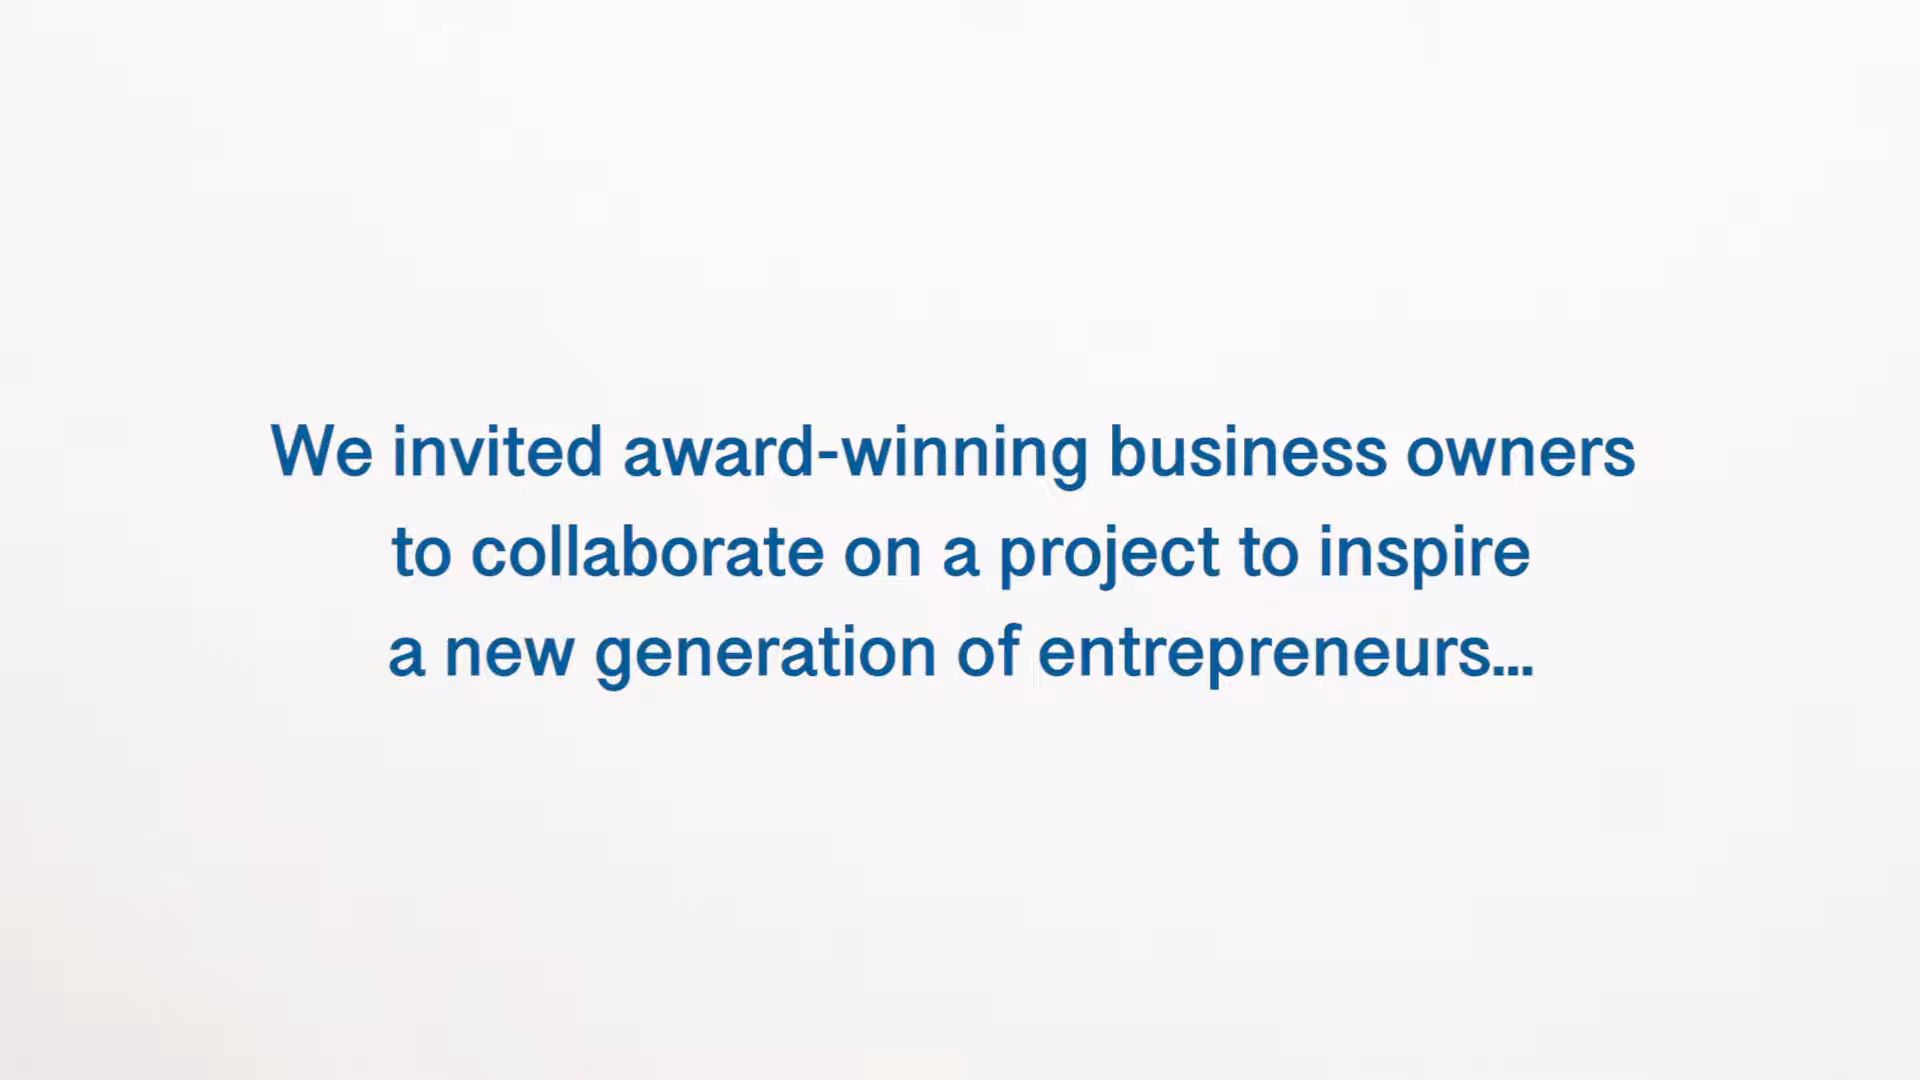 We invited award-winning business owners
to collaborate on a project to inspire
a new generation of entrepreneurs...